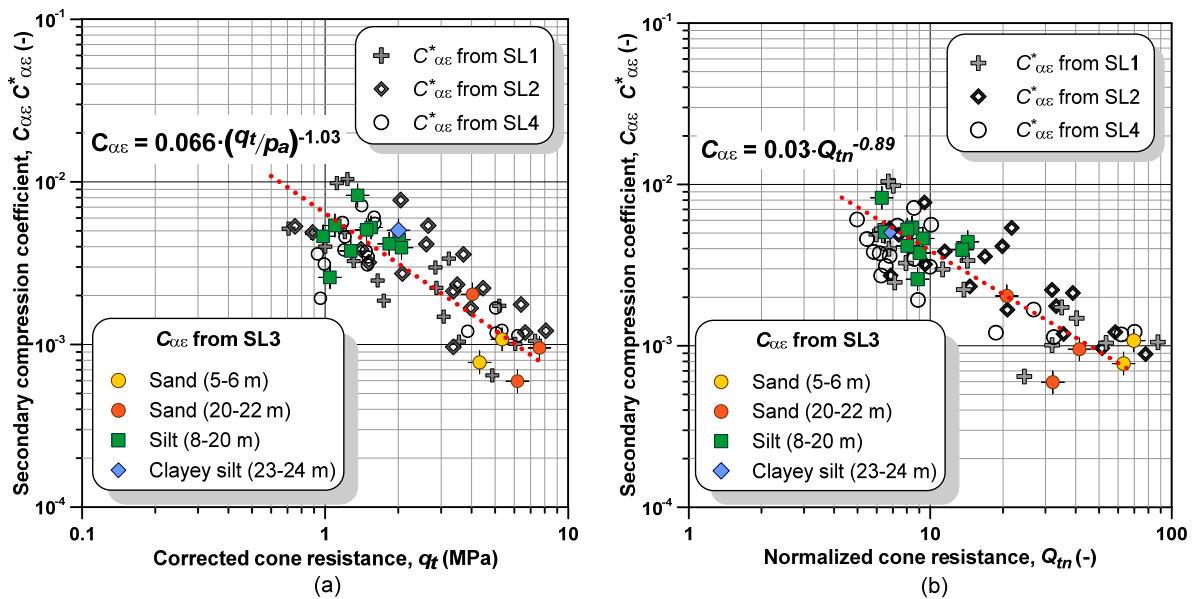 Secondary compression coefficient, Cαε C*αε (-)
10-1
10-2
10-3
10-4
C*αε from SL1
C*αε from SL2
C*αε from SL4
Cαε = 0.066·(qt/pa)-1.03
Cαε from SL3
Sand (5-6 m)
Sand (20-22 m)
Silt (8-20 m)
Clayey silt (23-24 m)
0.1 1 10
Corrected cone resistance, qt (MPa)
(a)
Secondary compression coefficient, Cαε C*αε (-)
10-1
10-2
10-3
10-4
C*αε from SL1
C*αε from SL2
C*αε from SL4
Cαε = 0.03·Qtn-0.89
Cαε from SL3
Sand (5-6 m)
Sand (20-22 m)
Silt (8-20 m)
Clayey silt (23-24 m)
1 10 100
Normalized cone resistance, Qtn (-)
(b)